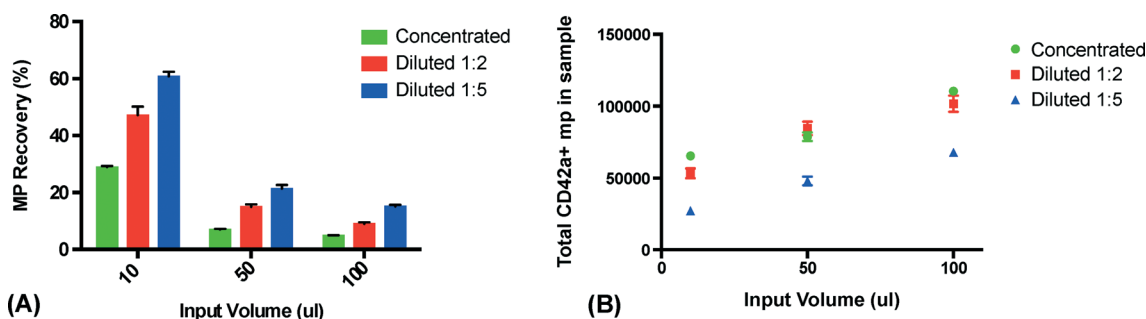 MP Recovery (%)
80
60
40
20
0
10
50
100
Input Volume (ul)
Concentrated
Diluted 1:2
Diluted 1:5
(A)
Total CD42a+ mp in sample
150000
100000
50000
0
0
50
100
Input Volume (ul)
Concentrated
Diluted 1:2
Diluted 1:5
(B)